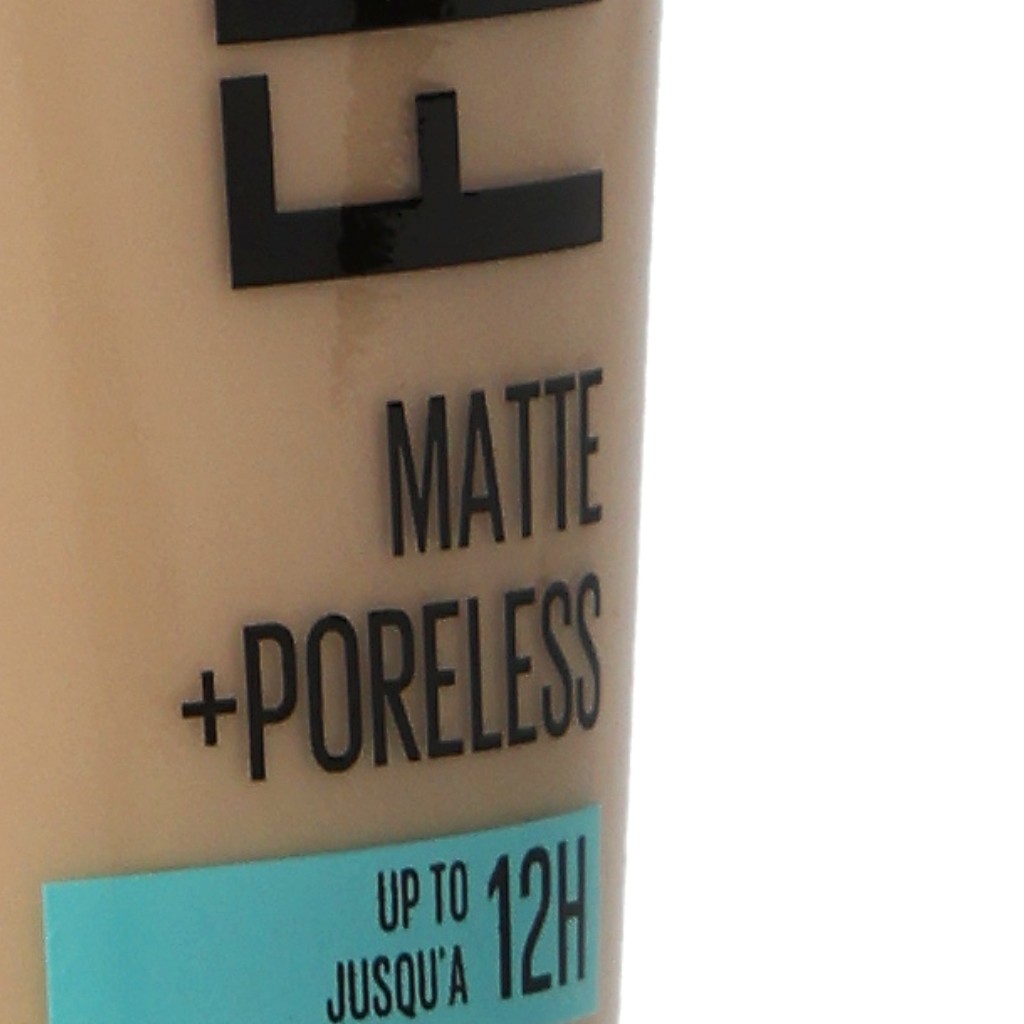 F
MATTE
+PORELESS
UP TO
JUSQU'A
12H